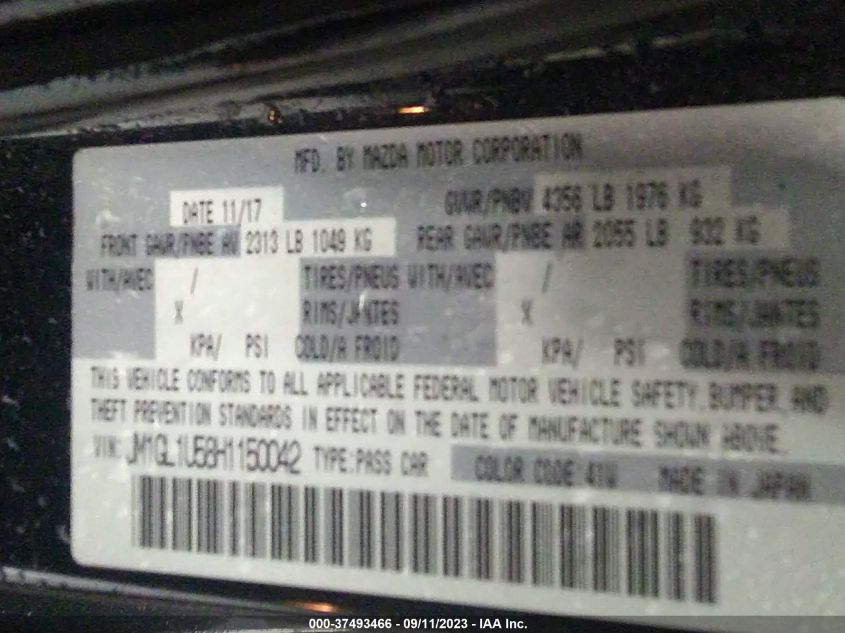 MFD. BY MAZDA MOTOR CORPORATION
DATE 11/17 GVWR/PNBV 4356 LB 1976 KG
FRONT GAWR/PNBE AV 2313 LB 1049 KG REAR GAWR/PNBE AR 2055 LB 932 KG
WITH/AVEC / TIRES/PNEUS WITH/AVEC / TIRES/PNEUS
X RIMS/JANTES X RIMS/JANTES
KPA/ PSI COLD/A FROID KPA/ PSI COLD/A FROID
THIS VEHICLE CONFORMS TO ALL APPLICABLE FEDERAL MOTOR VEHICLE SAFETY, BUMPER, AND
THEFT PREVENTION STANDARDS IN EFFECT ON THE DATE OF MANUFACTURE SHOWN ABOVE.
VIN: JM1GL1U58H1150042 TYPE:PASS CAR COLOR CODE:41W MADE IN JAPAN
000-37493466 - 09/11/2023 - IAA Inc.